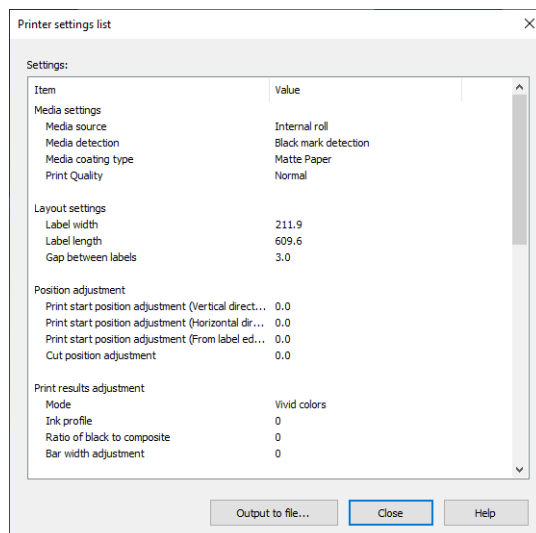 Printer settings list
Settings:
Item Value
Media settings
Media source Internal roll
Media detection Black mark detection
Media coating type Matte Paper
Print Quality Normal
Layout settings
Label width 211.9
Label length 609.6
Gap between labels 3.0
Position adjustment
Print start position adjustment (Vertical direct... 0.0
Print start position adjustment (Horizontal dir... 0.0
Print start position adjustment (From label ed... 0.0
Cut position adjustment 0.0
Print results adjustment
Mode Vivid colors
Ink profile 0
Ratio of black to composite 0
Bar width adjustment 0
Output to file... Close Help